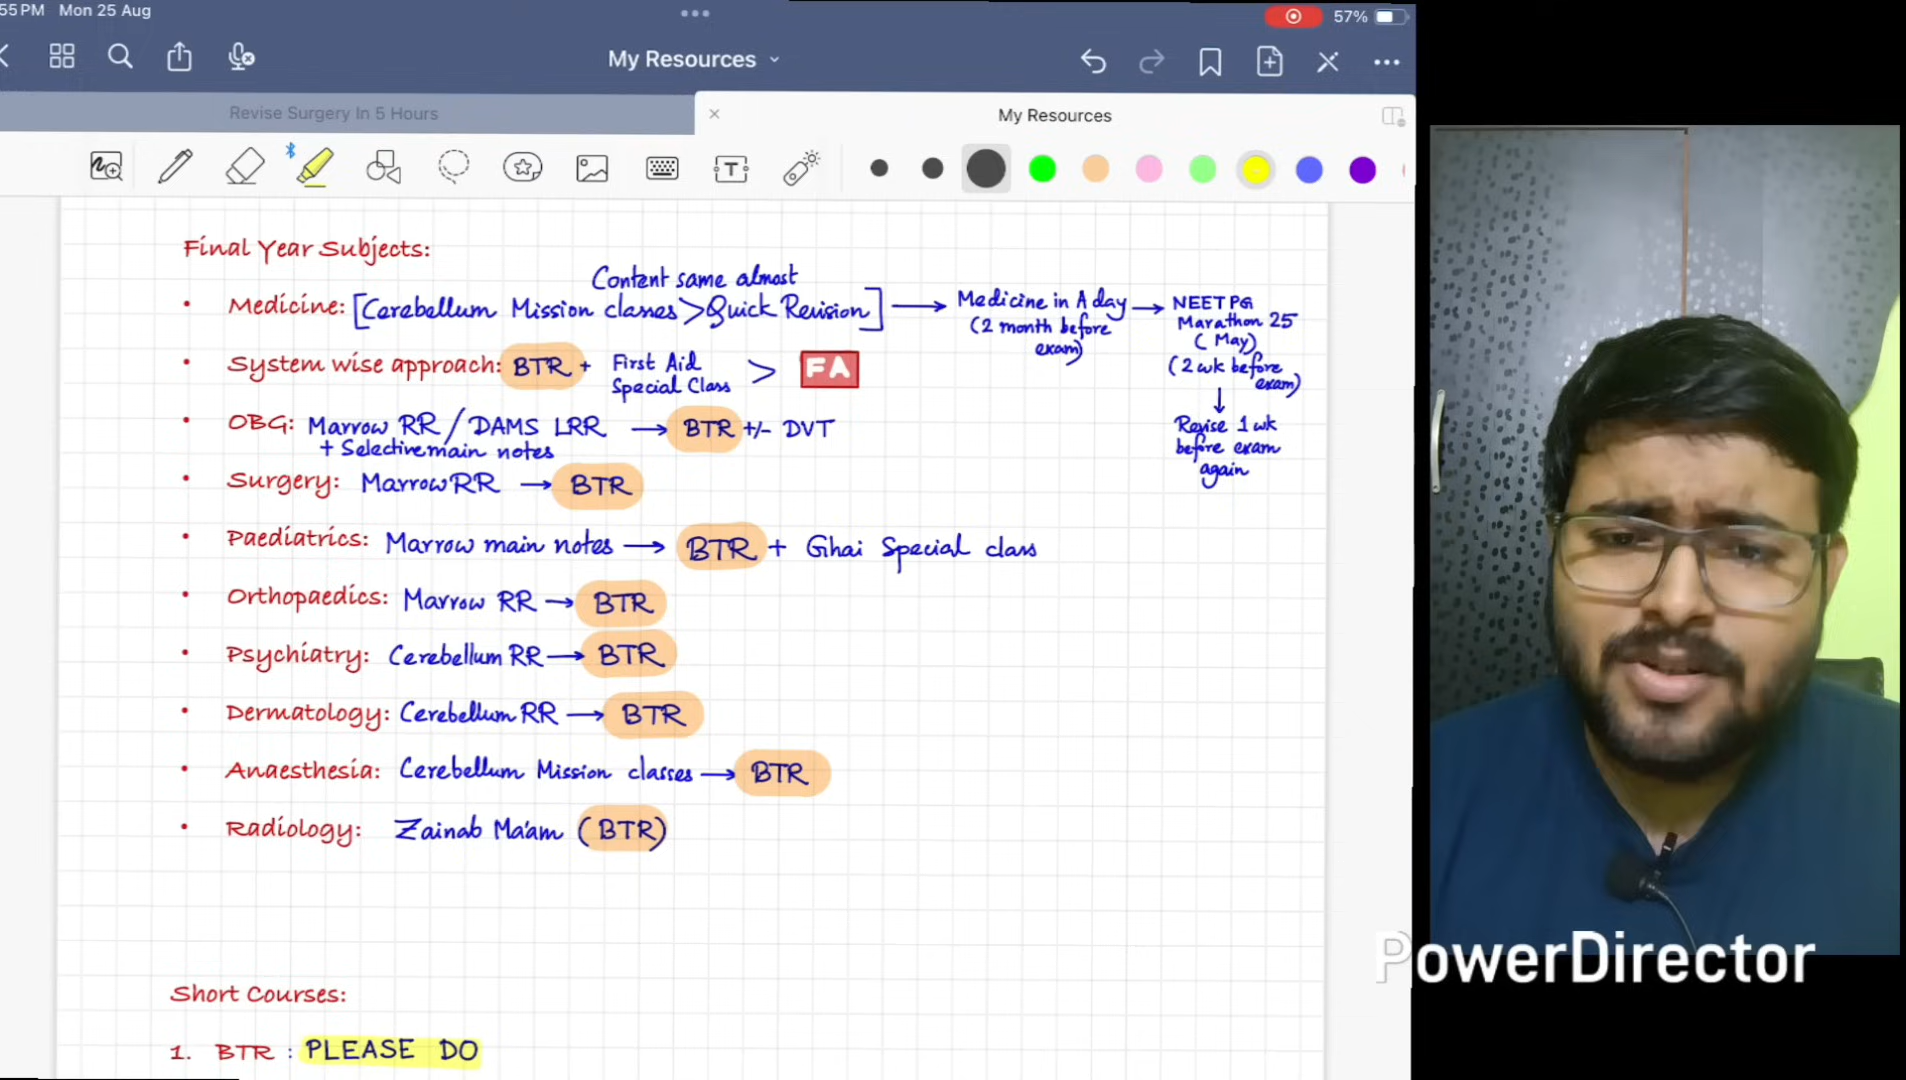 55 PM Mon 25 Aug
57%
My Resources
Revise Surgery In 5 Hours
My Resources
Final Year Subjects:
Content same almost
• Medicine: [Cerebellum Mission classes > Quick Revision] → Medicine in A day → NEET PG
(2 month before exam)
Marathon 25
(May)
(2 wk before exam)
↓
Revise 1 wk
before exam
again
• System wise approach: BTR + First Aid Special Class > FA
• OBG: Marrow RR / DAMS LRR → BTR +/- DVT
+ Selective main notes
• Surgery: Marrow RR → BTR
• Paediatrics: Marrow main notes → BTR + Ghai Special class
• Orthopaedics: Marrow RR → BTR
• Psychiatry: Cerebellum RR → BTR
• Dermatology: Cerebellum RR → BTR
• Anaesthesia: Cerebellum Mission classes → BTR
• Radiology: Zainab Ma'am (BTR)
Short Courses:
1. BTR : PLEASE DO
PowerDirector